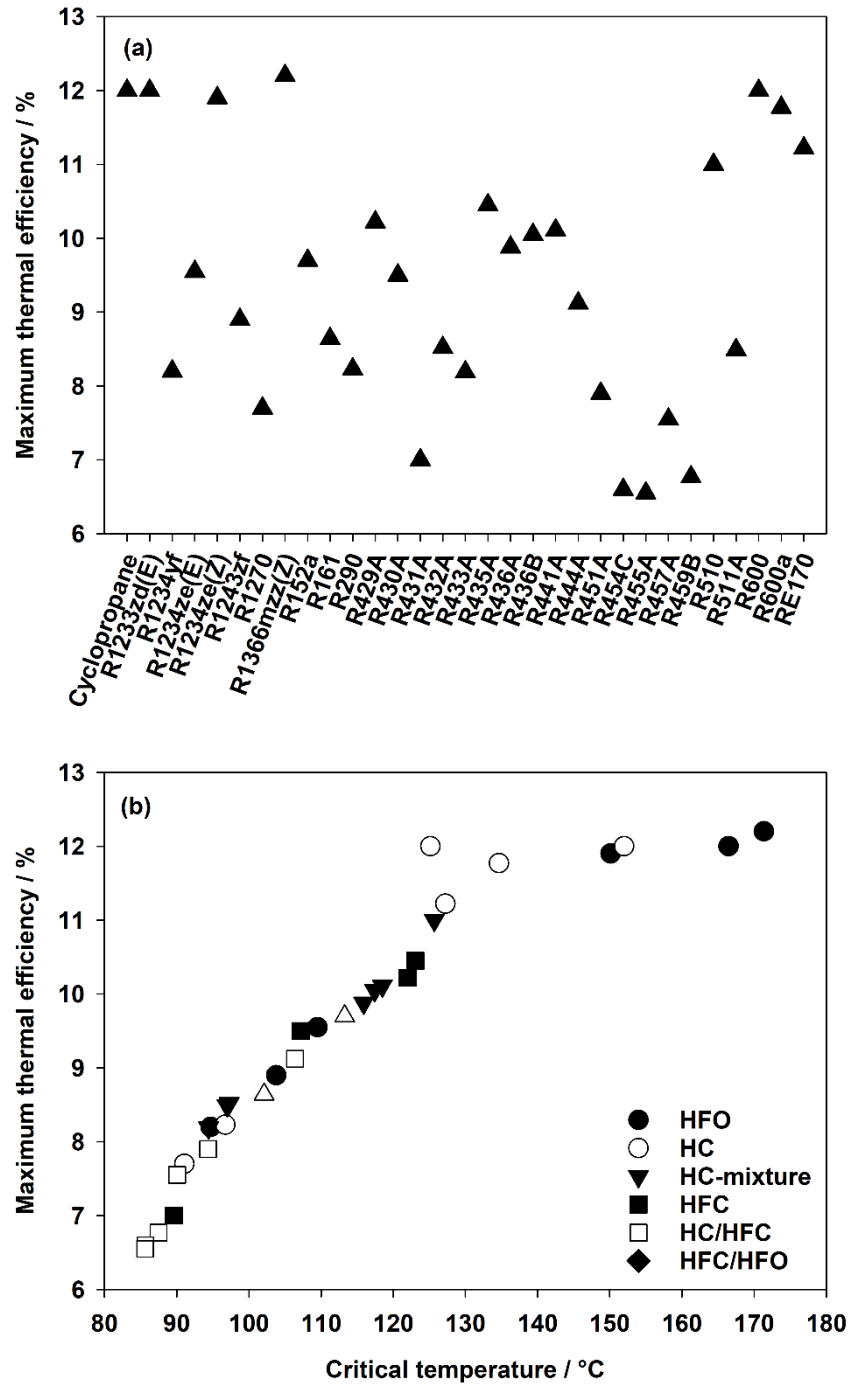 (a)
Maximum thermal efficiency / %
13
12
11
10
9
8
7
6
Cyclopropane
R1233zd(E)
R1234yf
R1234ze(E)
R1234ze(Z)
R1243zf
R1270
R1366mzz(Z)
R152a
R161
R290
R429A
R430A
R431A
R432A
R433A
R435A
R436A
R436B
R441A
R444A
R451A
R454C
R455A
R457A
R459B
R510
R511A
R600
R600a
RE170
(b)
Maximum thermal efficiency / %
13
12
11
10
9
8
7
6
HFO
HC
HC-mixture
HFC
HC/HFC
HFC/HFO
80 90 100 110 120 130 140 150 160 170 180
Critical temperature / °C